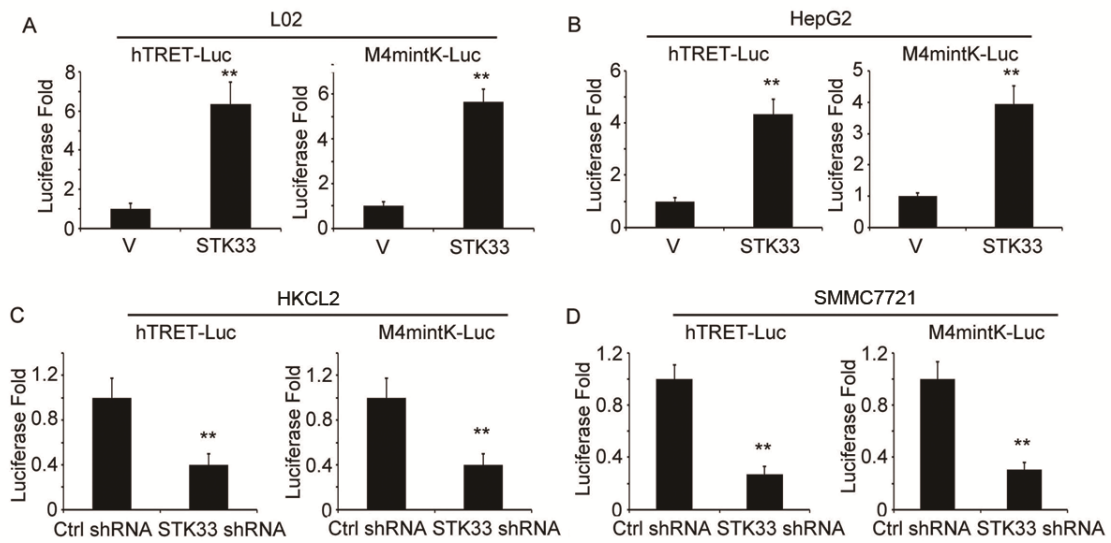 A
L02
hTRET-Luc
M4mintK-Luc
Luciferase Fold
8
6
4
2
0
**
V
STK33
Luciferase Fold
6
4
2
0
**
V
STK33
B
HepG2
hTRET-Luc
M4mintK-Luc
Luciferase Fold
6
4
2
0
**
V
STK33
Luciferase Fold
5
4
3
2
1
0
**
V
STK33
C
HKCL2
hTRET-Luc
M4mintK-Luc
Luciferase Fold
1.2
0.8
0.4
0
**
Ctrl shRNA STK33 shRNA
Luciferase Fold
1.2
0.8
0.4
0
**
Ctrl shRNA STK33 shRNA
D
SMMC7721
hTRET-Luc
M4mintK-Luc
Luciferase Fold
1.2
0.8
0.4
0
**
Ctrl shRNA STK33 shRNA
Luciferase Fold
1.2
0.8
0.4
0
**
Ctrl shRNA STK33 shRNA